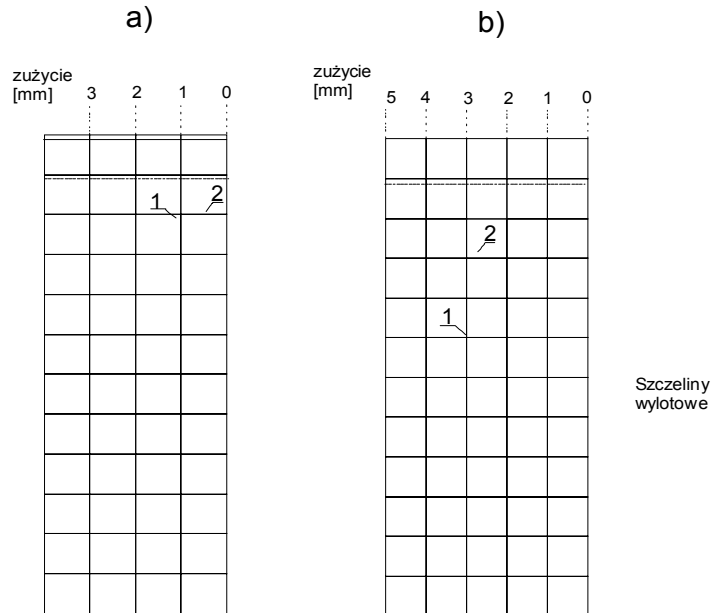 a)
zużycie
[mm]
3 2 1 0
1 2
b)
zużycie
[mm]
5 4 3 2 1 0
2
1
Szczeliny
wylotowe